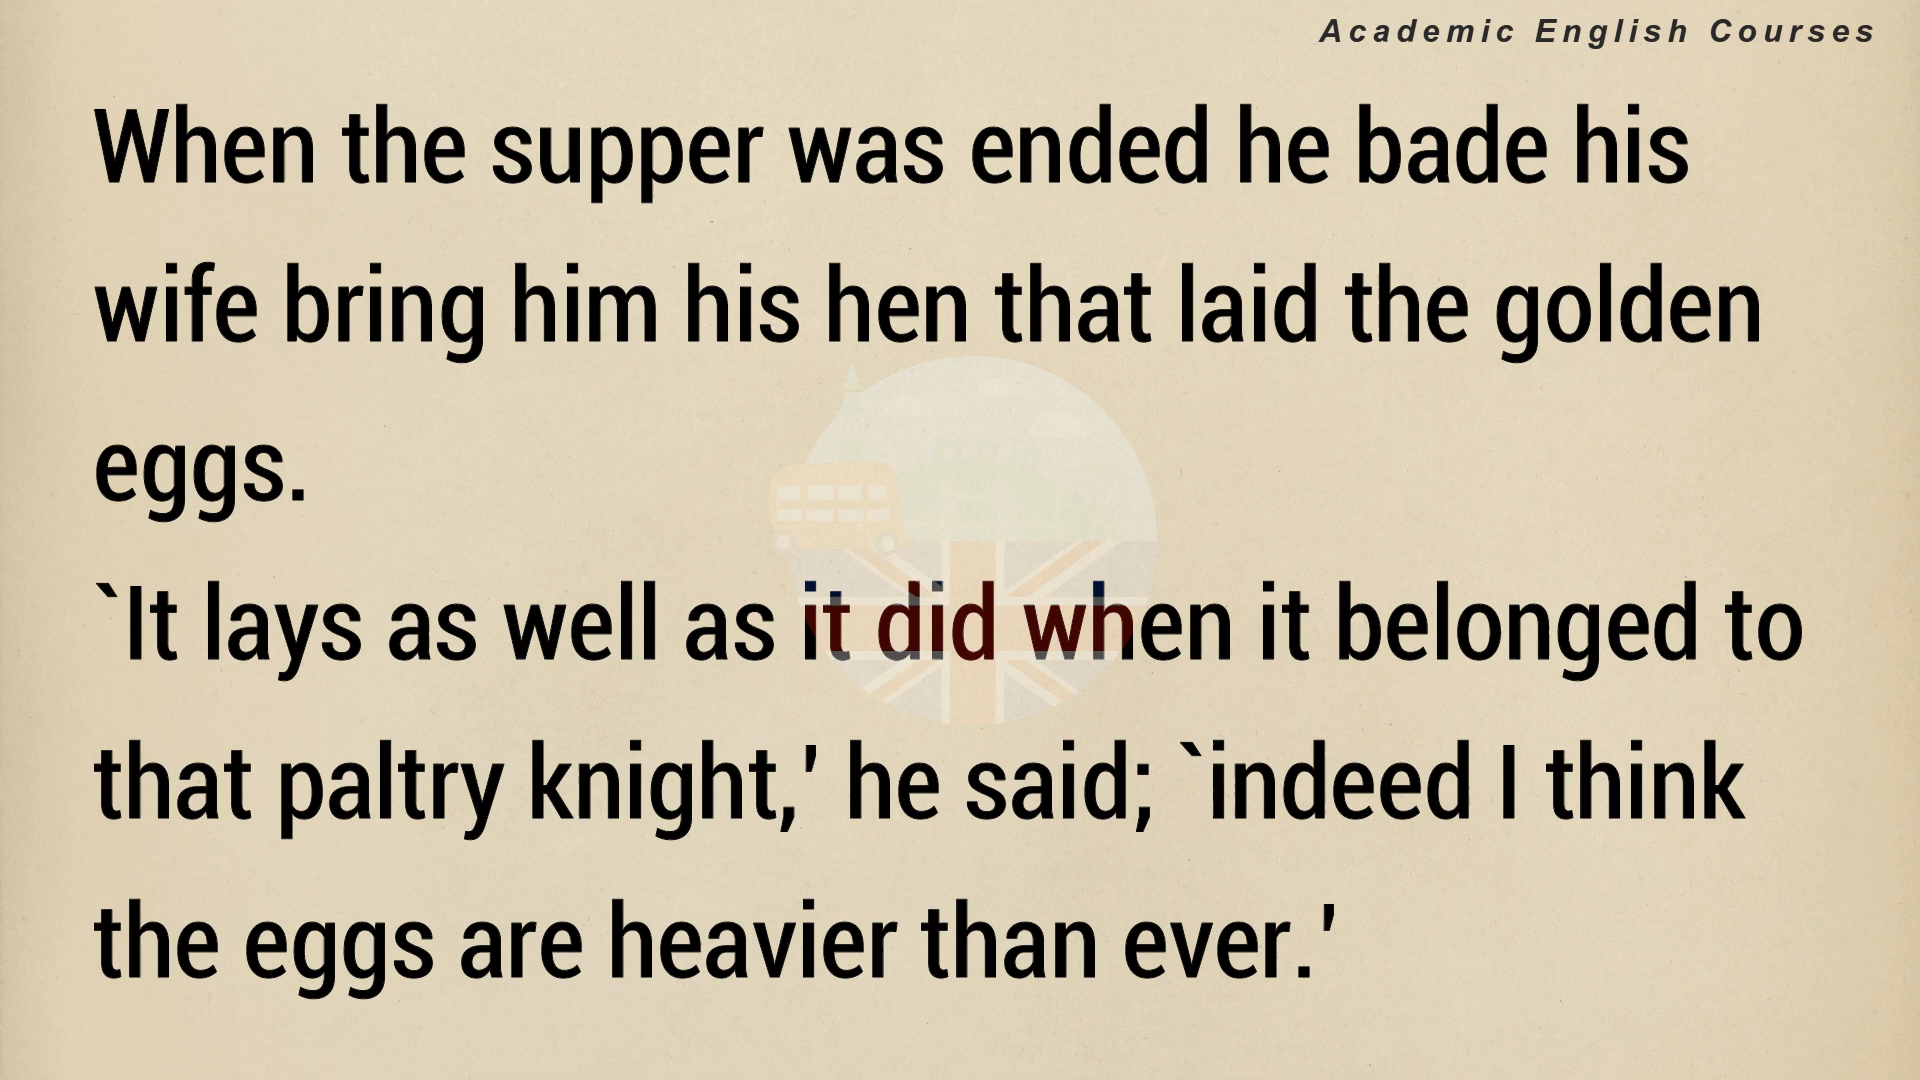 Academic English Courses
When the supper was ended he bade his
wife bring him his hen that laid the golden
eggs.
`It lays as well as it did when it belonged to
that paltry knight,' he said; `indeed I think
the eggs are heavier than ever.'